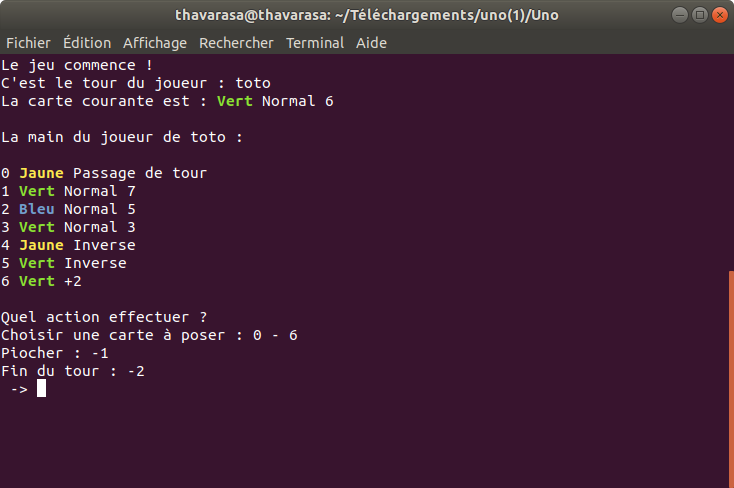 thavarasa@thavarasa: ~/Téléchargements/uno(1)/Uno
Fichier Édition Affichage Rechercher Terminal Aide
Le jeu commence !
C'est le tour du joueur : toto
La carte courante est : Vert Normal 6
La main du joueur de toto :
0 Jaune Passage de tour
1 Vert Normal 7
2 Bleu Normal 5
3 Vert Normal 3
4 Jaune Inverse
5 Vert Inverse
6 Vert +2
Quel action effectuer ?
Choisir une carte à poser : 0 - 6
Piocher : -1
Fin du tour : -2
->